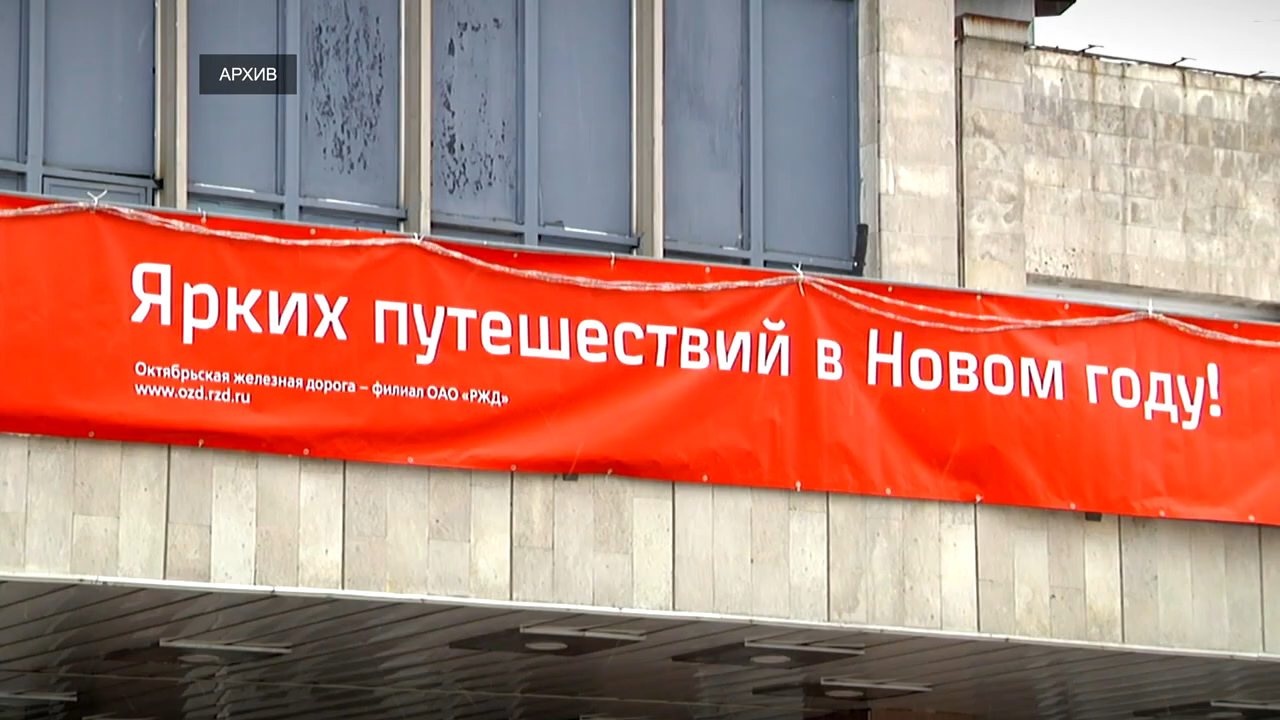 АРХИВ
Ярких путешествий в Новом году!
Октябрьская железная дорога – филиал ОАО «РЖД»
www.ozd.rzd.ru